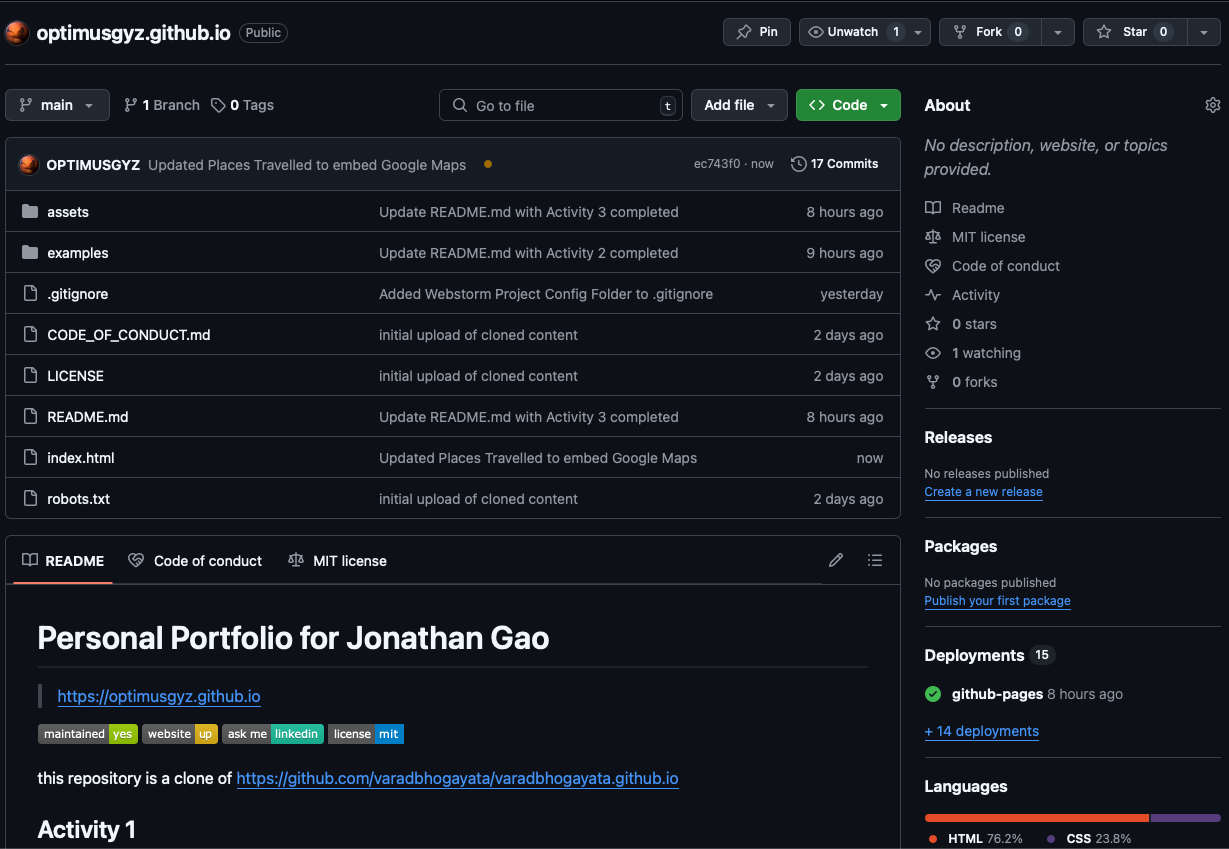 optimusgyz.github.io Public Pin Unwatch 1 Fork 0 Star 0
main 1 Branch 0 Tags Go to file t Add file Code
OPTIMUSGYZ Updated Places Travelled to embed Google Maps ec743f0 · now 17 Commits
assets Update README.md with Activity 3 completed 8 hours ago
examples Update README.md with Activity 2 completed 9 hours ago
.gitignore Added Webstorm Project Config Folder to .gitignore yesterday
CODE_OF_CONDUCT.md initial upload of cloned content 2 days ago
LICENSE initial upload of cloned content 2 days ago
README.md Update README.md with Activity 3 completed 8 hours ago
index.html Updated Places Travelled to embed Google Maps now
robots.txt initial upload of cloned content 2 days ago
README Code of conduct MIT license
Personal Portfolio for Jonathan Gao
https://optimusgyz.github.io
maintained yes website up ask me linkedin license mit
this repository is a clone of https://github.com/varadbhogayata/varadbhogayata.github.io
Activity 1
About
No description, website, or topics
provided.
Readme
MIT license
Code of conduct
Activity
0 stars
1 watching
0 forks
Releases
No releases published
Create a new release
Packages
No packages published
Publish your first package
Deployments 15
github-pages 8 hours ago
+ 14 deployments
Languages
HTML 76.2% CSS 23.8%